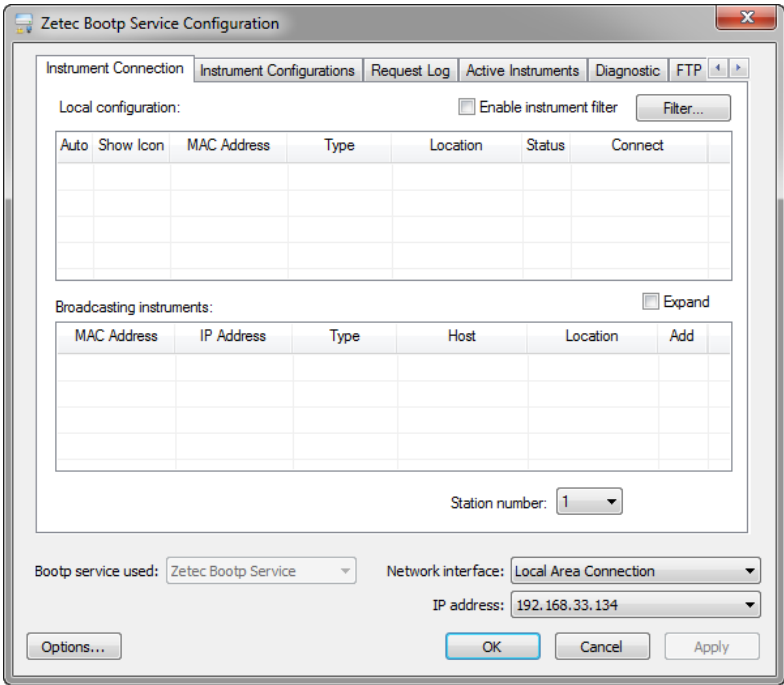 Zetec Bootp Service Configuration
Instrument Connection Instrument Configurations Request Log Active Instruments Diagnostic FTP
Local configuration: Enable instrument filter Filter...
Auto Show Icon MAC Address Type Location Status Connect
Broadcasting instruments: Expand
MAC Address IP Address Type Host Location Add
Station number: 1
Bootp service used: Zetec Bootp Service Network interface: Local Area Connection
IP address: 192.168.33.134
Options... OK Cancel Apply